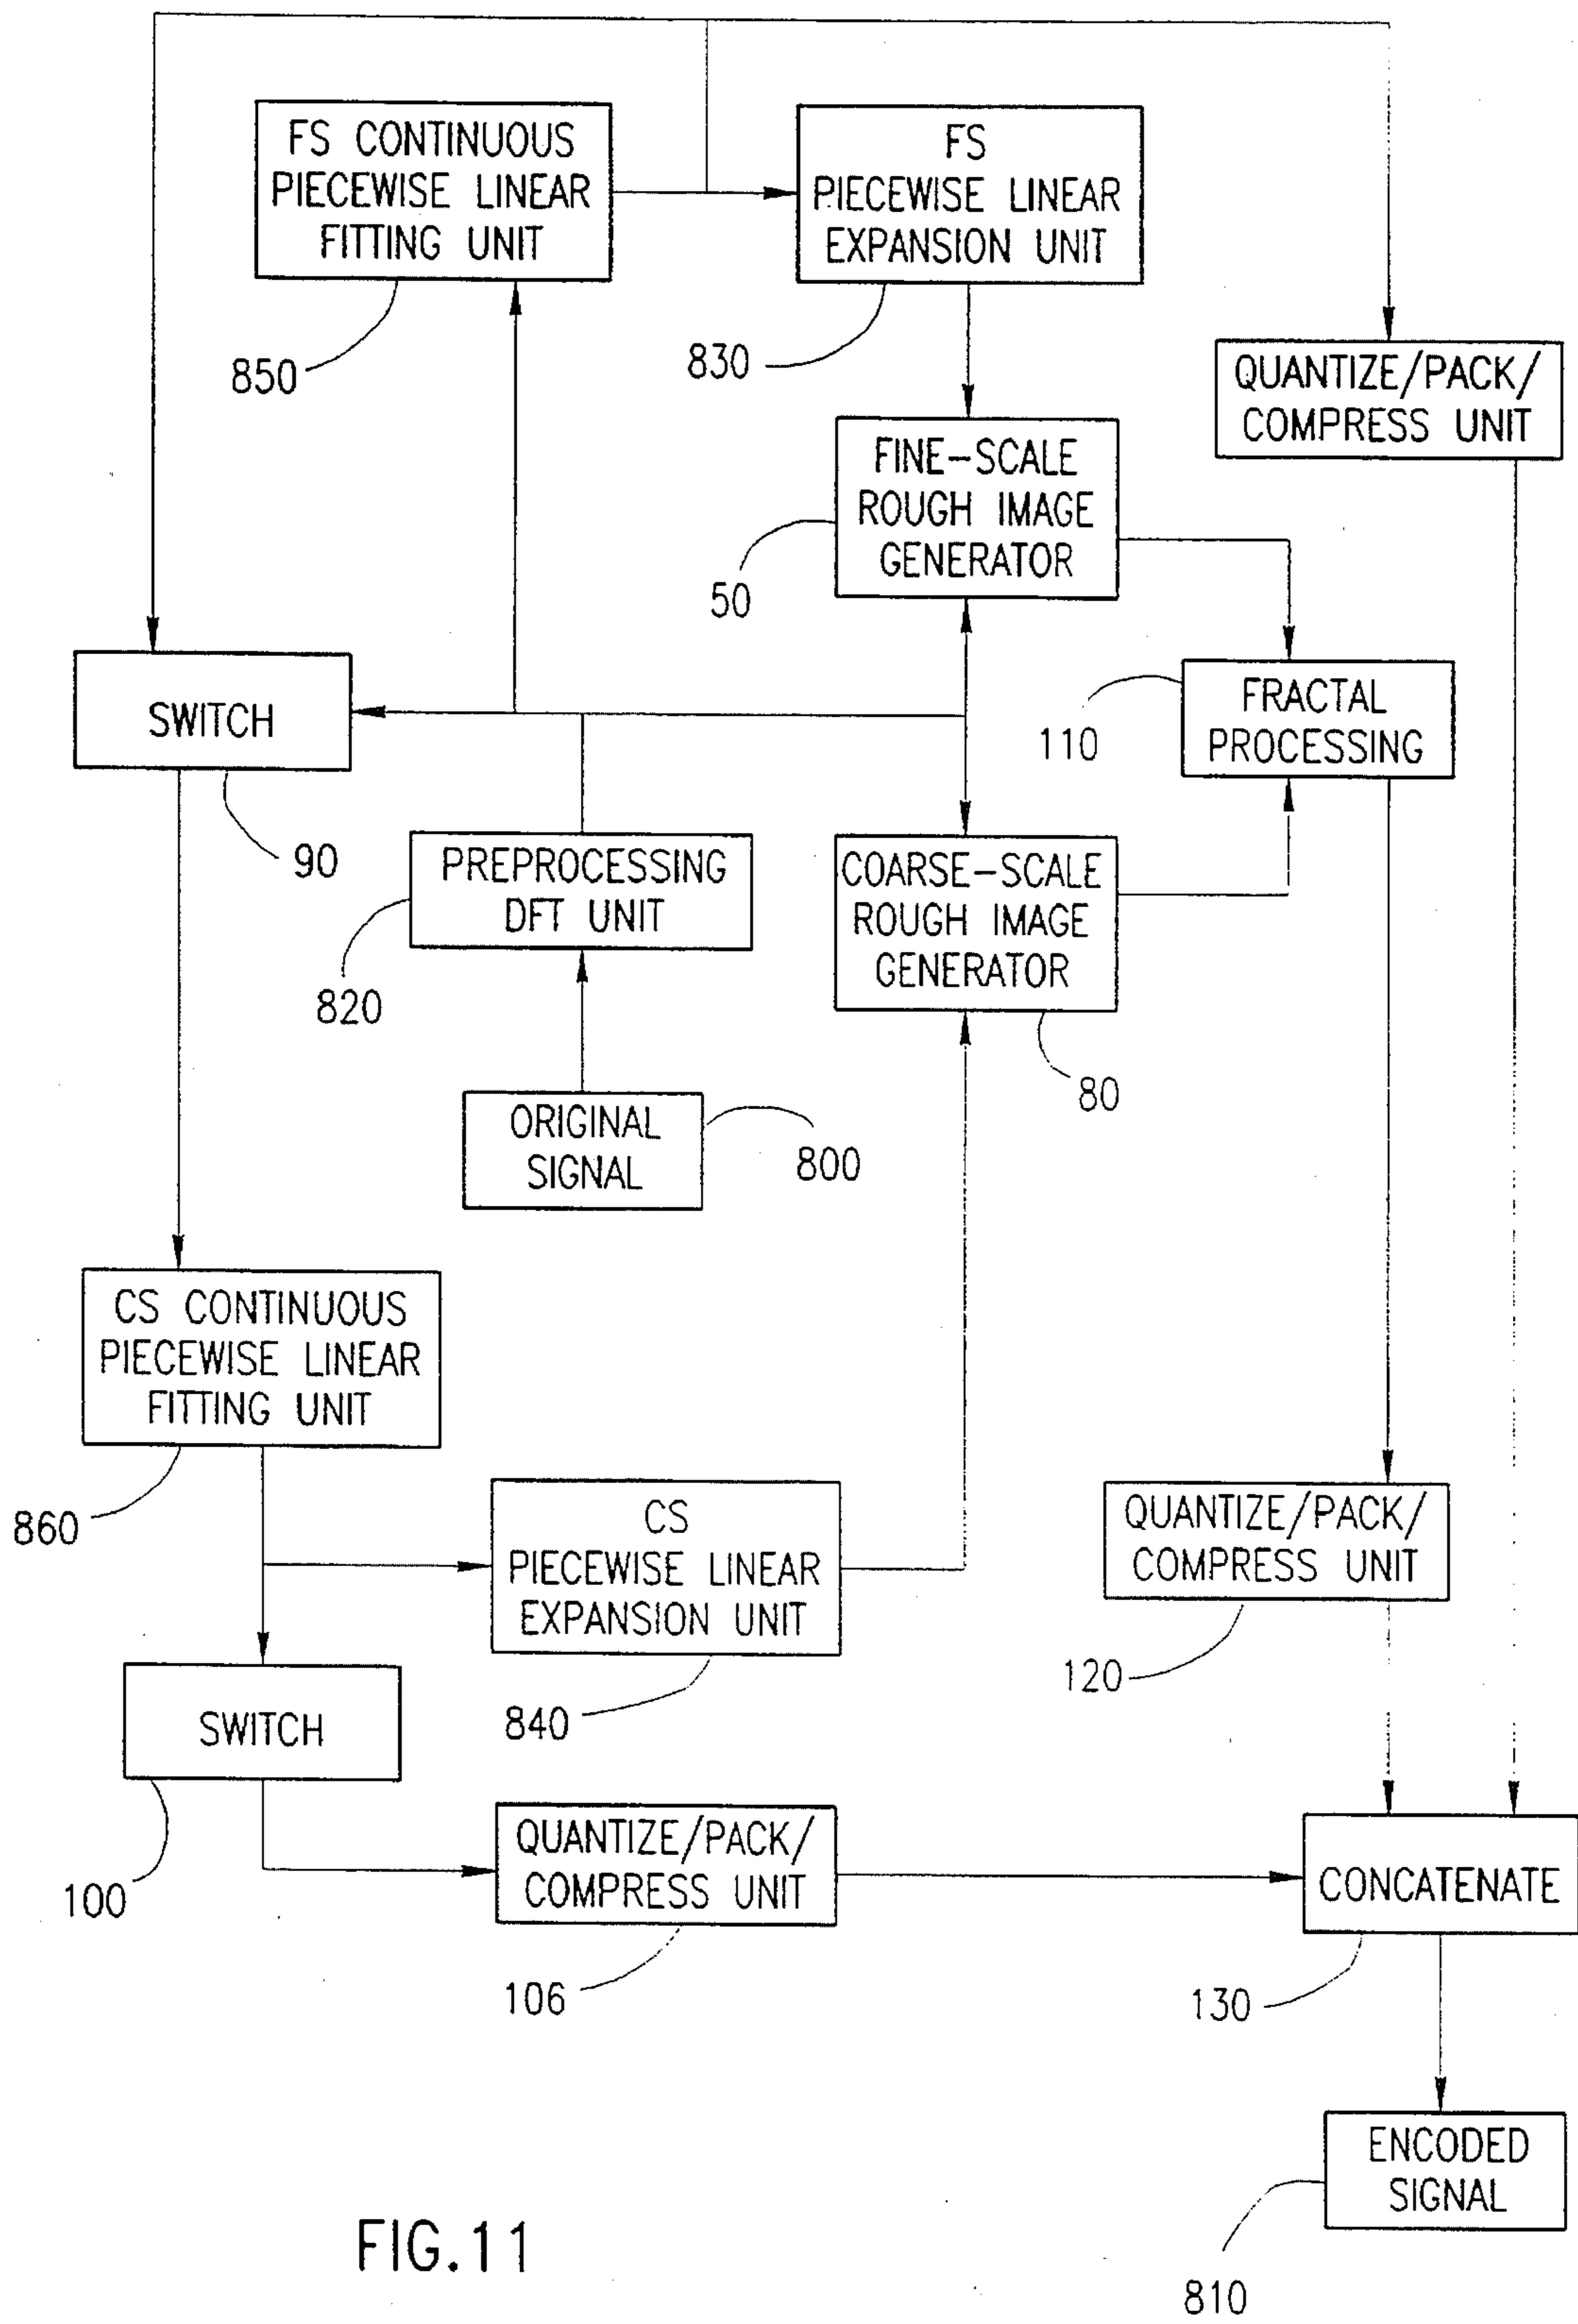 FS CONTINUOUS
PIECEWISE LINEAR
FITTING UNIT
850
FS
PIECEWISE LINEAR
EXPANSION UNIT
830
QUANTIZE/PACK/
COMPRESS UNIT
FINE-SCALE
ROUGH IMAGE
GENERATOR
50
SWITCH
90
FRACTAL
PROCESSING
110
PREPROCESSING
DFT UNIT
820
COARSE-SCALE
ROUGH IMAGE
GENERATOR
80
ORIGINAL
SIGNAL
800
CS CONTINUOUS
PIECEWISE LINEAR
FITTING UNIT
860
CS
PIECEWISE LINEAR
EXPANSION UNIT
840
QUANTIZE/PACK/
COMPRESS UNIT
120
SWITCH
100
QUANTIZE/PACK/
COMPRESS UNIT
106
CONCATENATE
130
ENCODED
SIGNAL
810
FIG.11